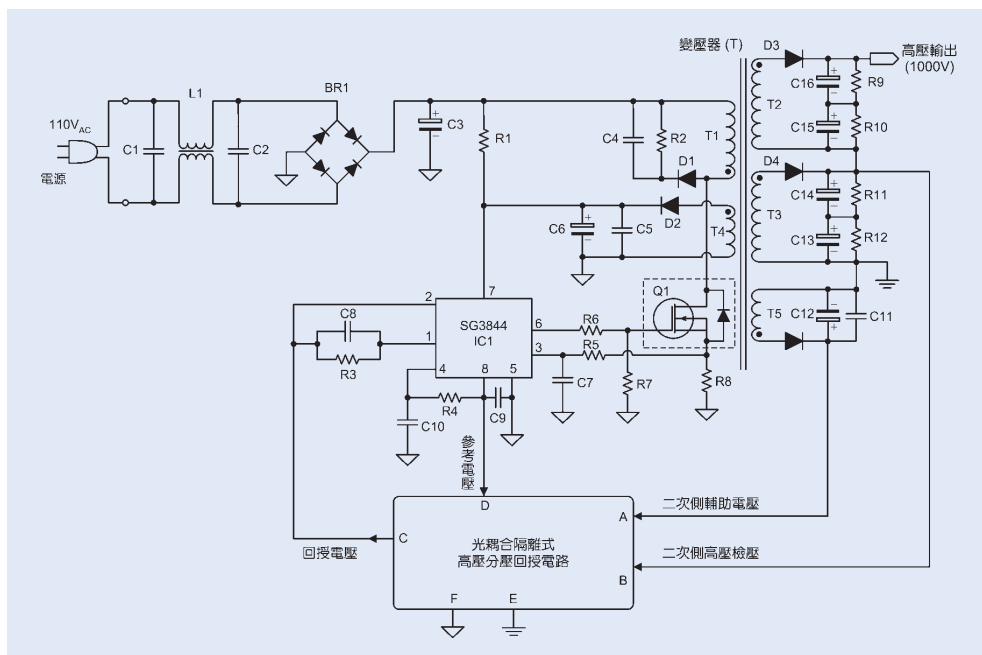 變壓器 (T)
D3
高壓輸出
(1000V)
C16
R9
T2
C15
R10
L1
BR1
110VAC
電源
C1
C2
C3
R1
C4
R2
T1
D1
D4
C14
R11
T3
C13
R12
C6
C5
D2
T4
Q1
T5
C12
C11
2
7
C8
SG3844
IC1
1
6
R6
R3
3
R5
4
8
5
C7
R7
R8
R4
C9
C10
參考電壓
D
A
二次側輔助電壓
C
光耦合隔離式
高壓分壓回授電路
回授電壓
二次側高壓檢壓
B
F
E